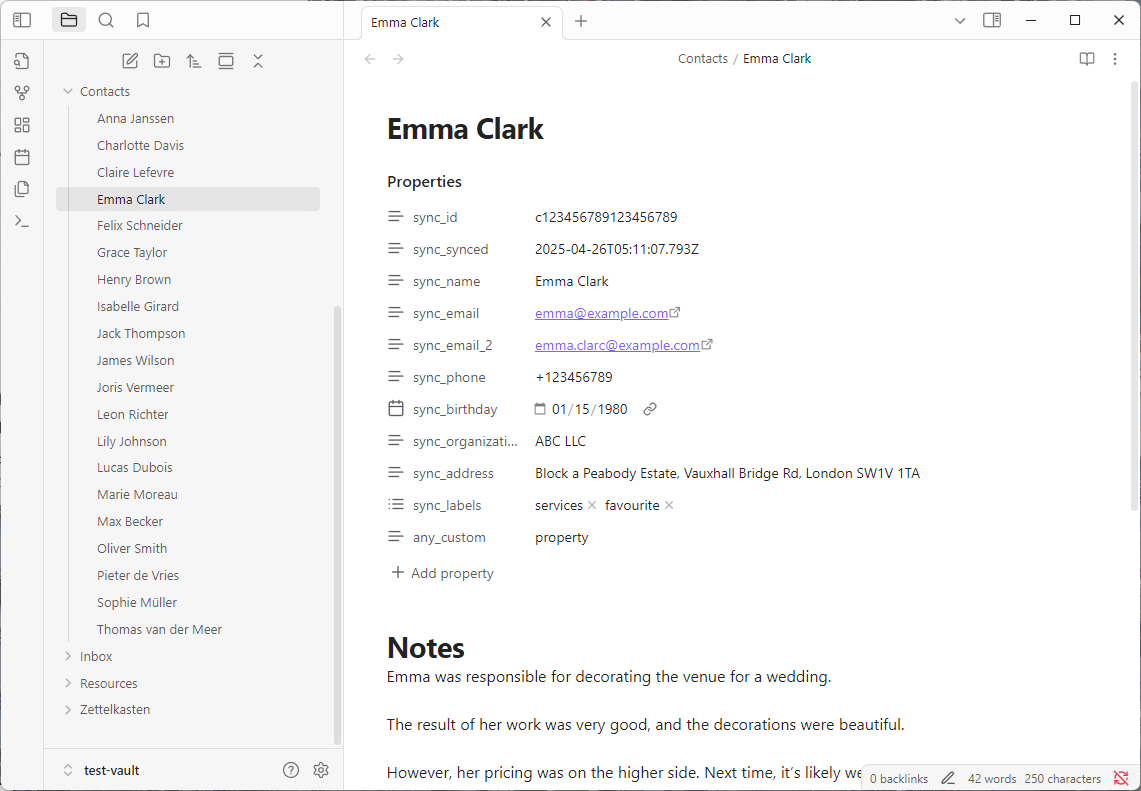 Emma Clark
Contacts / Emma Clark
Contacts
Anna Janssen
Charlotte Davis
Claire Lefevre
Emma Clark
Felix Schneider
Grace Taylor
Henry Brown
Isabelle Girard
Jack Thompson
James Wilson
Joris Vermeer
Leon Richter
Lily Johnson
Lucas Dubois
Marie Moreau
Max Becker
Oliver Smith
Pieter de Vries
Sophie Müller
Thomas van der Meer
Inbox
Resources
Zettelkasten
test-vault
Emma Clark
Properties
sync_id c123456789123456789
sync_synced 2025-04-26T05:11:07.793Z
sync_name Emma Clark
sync_email emma@example.com
sync_email_2 emma.clarc@example.com
sync_phone +123456789
sync_birthday 01/15/1980
sync_organizati... ABC LLC
sync_address Block a Peabody Estate, Vauxhall Bridge Rd, London SW1V 1TA
sync_labels services × favourite ×
any_custom property
Add property
Notes
Emma was responsible for decorating the venue for a wedding.
The result of her work was very good, and the decorations were beautiful.
However, her pricing was on the higher side. Next time, it's likely we
0 backlinks 42 words 250 characters